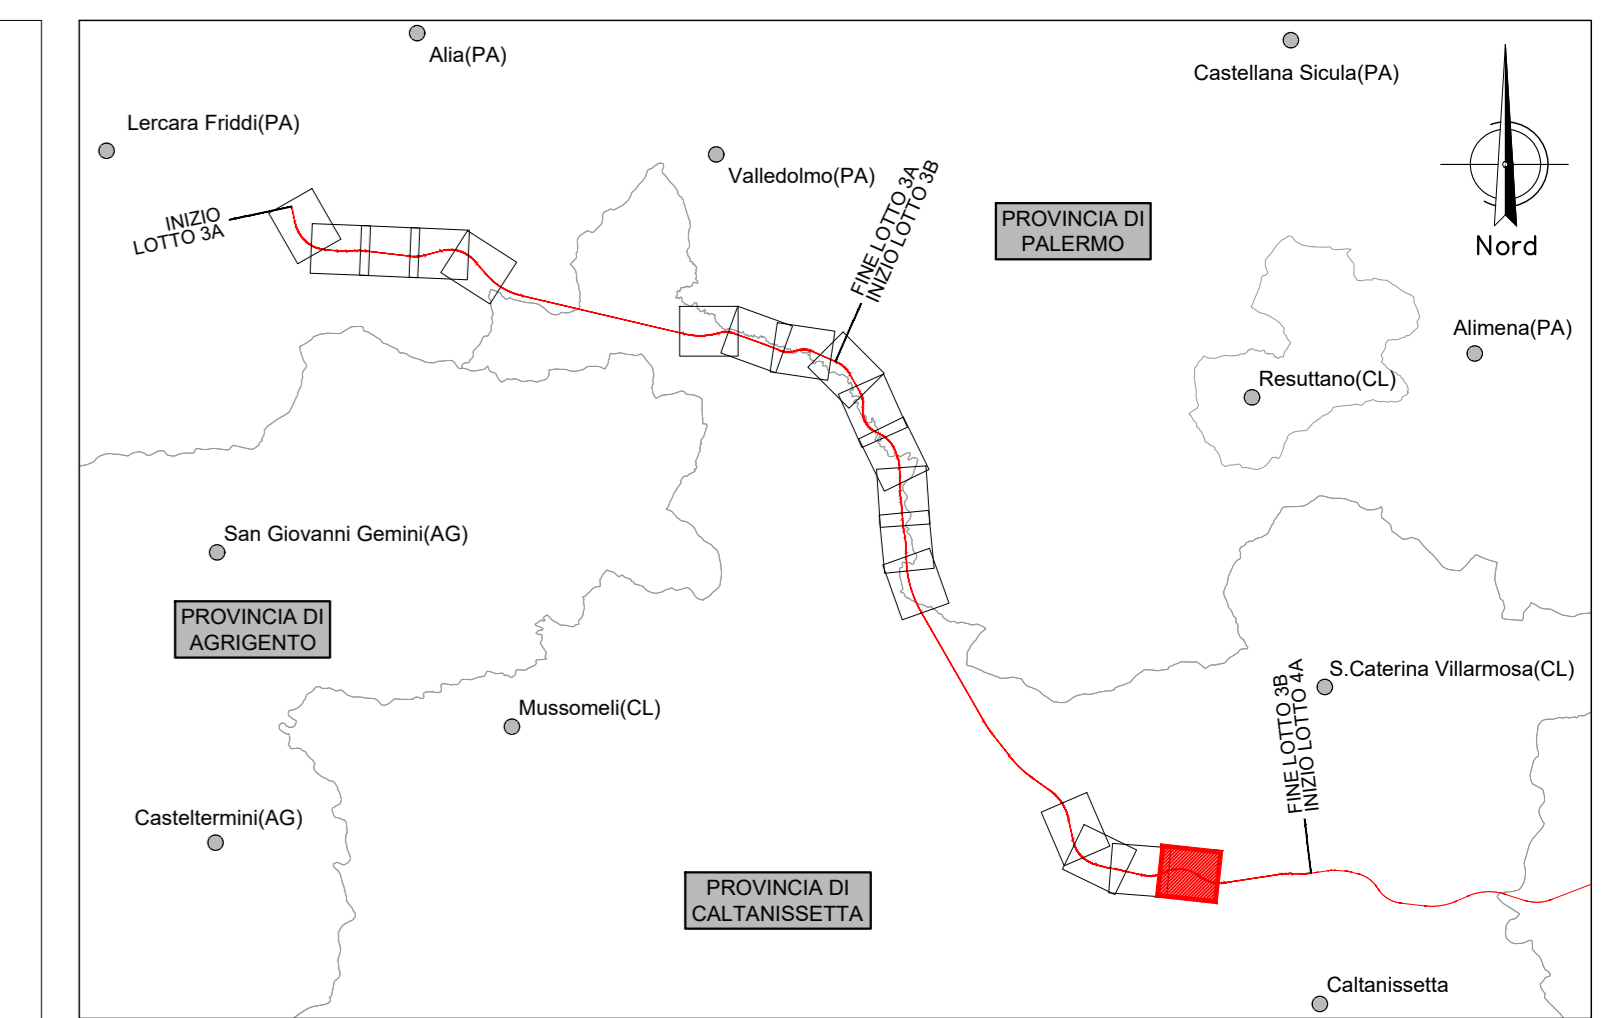 Alia(PA)
Castellana Sicula(PA)
Lercara Friddi(PA)
Valledolmo(PA)
INIZIO
LOTTO 3A
FINE LOTTO 3A
INIZIO LOTTO 3B
PROVINCIA DI
PALERMO
Nord
Alimena(PA)
Resuttano(CL)
San Giovanni Gemini(AG)
PROVINCIA DI
AGRIGENTO
S.Caterina Villarmosa(CL)
Mussomeli(CL)
FINE LOTTO 3B
INIZIO LOTTO 4A
Casteltermini(AG)
PROVINCIA DI
CALTANISSETTA
Caltanissetta